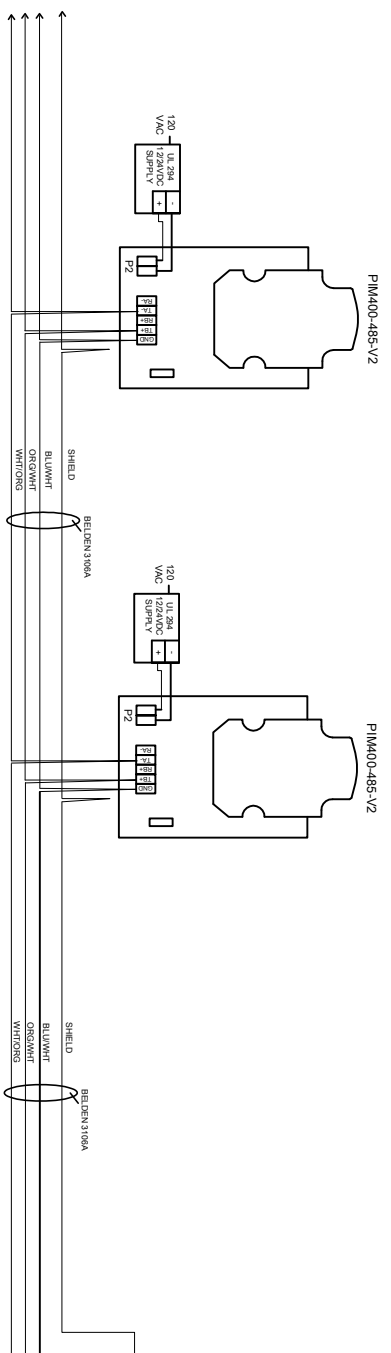 PIM400-485-V2
120
VAC
UL 294
12/24VDC
SUPPLY
+
-
P2
RA-
TA-
RB+
TB+
GND
SHIELD
BLU/WHT
ORG/WHT
WHT/ORG
BELDEN 3106A
PIM400-485-V2
120
VAC
UL 294
12/24VDC
SUPPLY
+
-
P2
RA-
TA-
RB+
TB+
GND
SHIELD
BLU/WHT
ORG/WHT
WHT/ORG
BELDEN 3106A